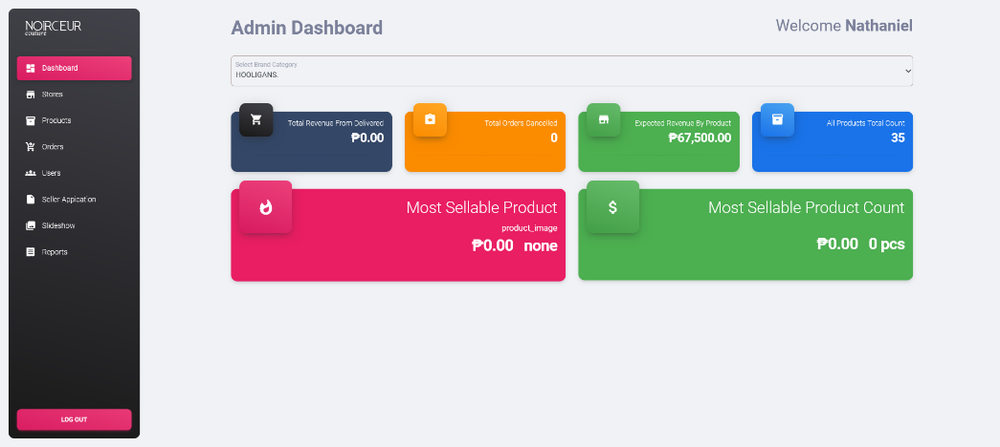 NOIRCEUR
couture
Dashboard
Stores
Products
Orders
Users
Seller Appication
Slideshow
Reports
LOG OUT
Admin Dashboard
Welcome Nathaniel
Select Brand Category
HOOLIGANS.
Total Revenue From Delivered
₱0.00
Total Orders Cancelled
0
Expected Revenue By Product
₱67,500.00
All Products Total Count
35
Most Sellable Product
product_image
₱0.00 none
Most Sellable Product Count
₱0.00 0 pcs